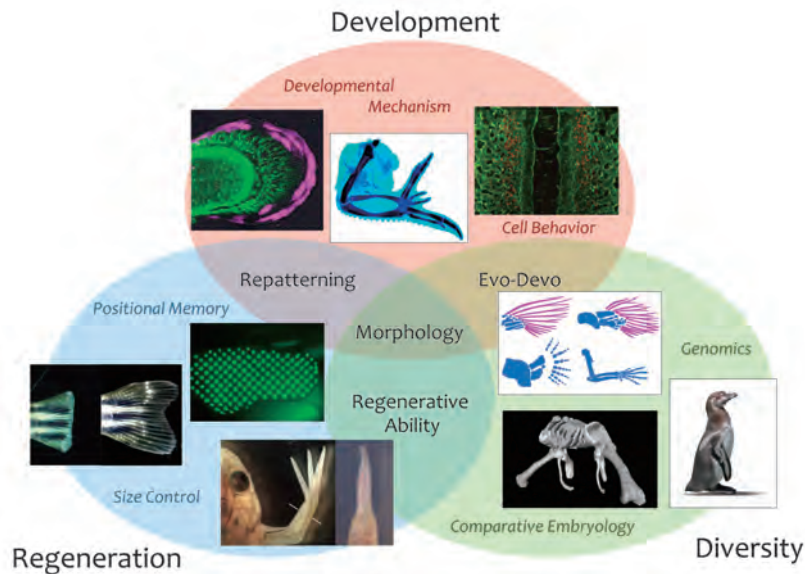 Development
Developmental
Mechanism
Cell Behavior
Repatterning
Evo-Devo
Positional Memory
Morphology
Genomics
Regenerative
Ability
Size Control
Comparative Embryology
Regeneration
Diversity